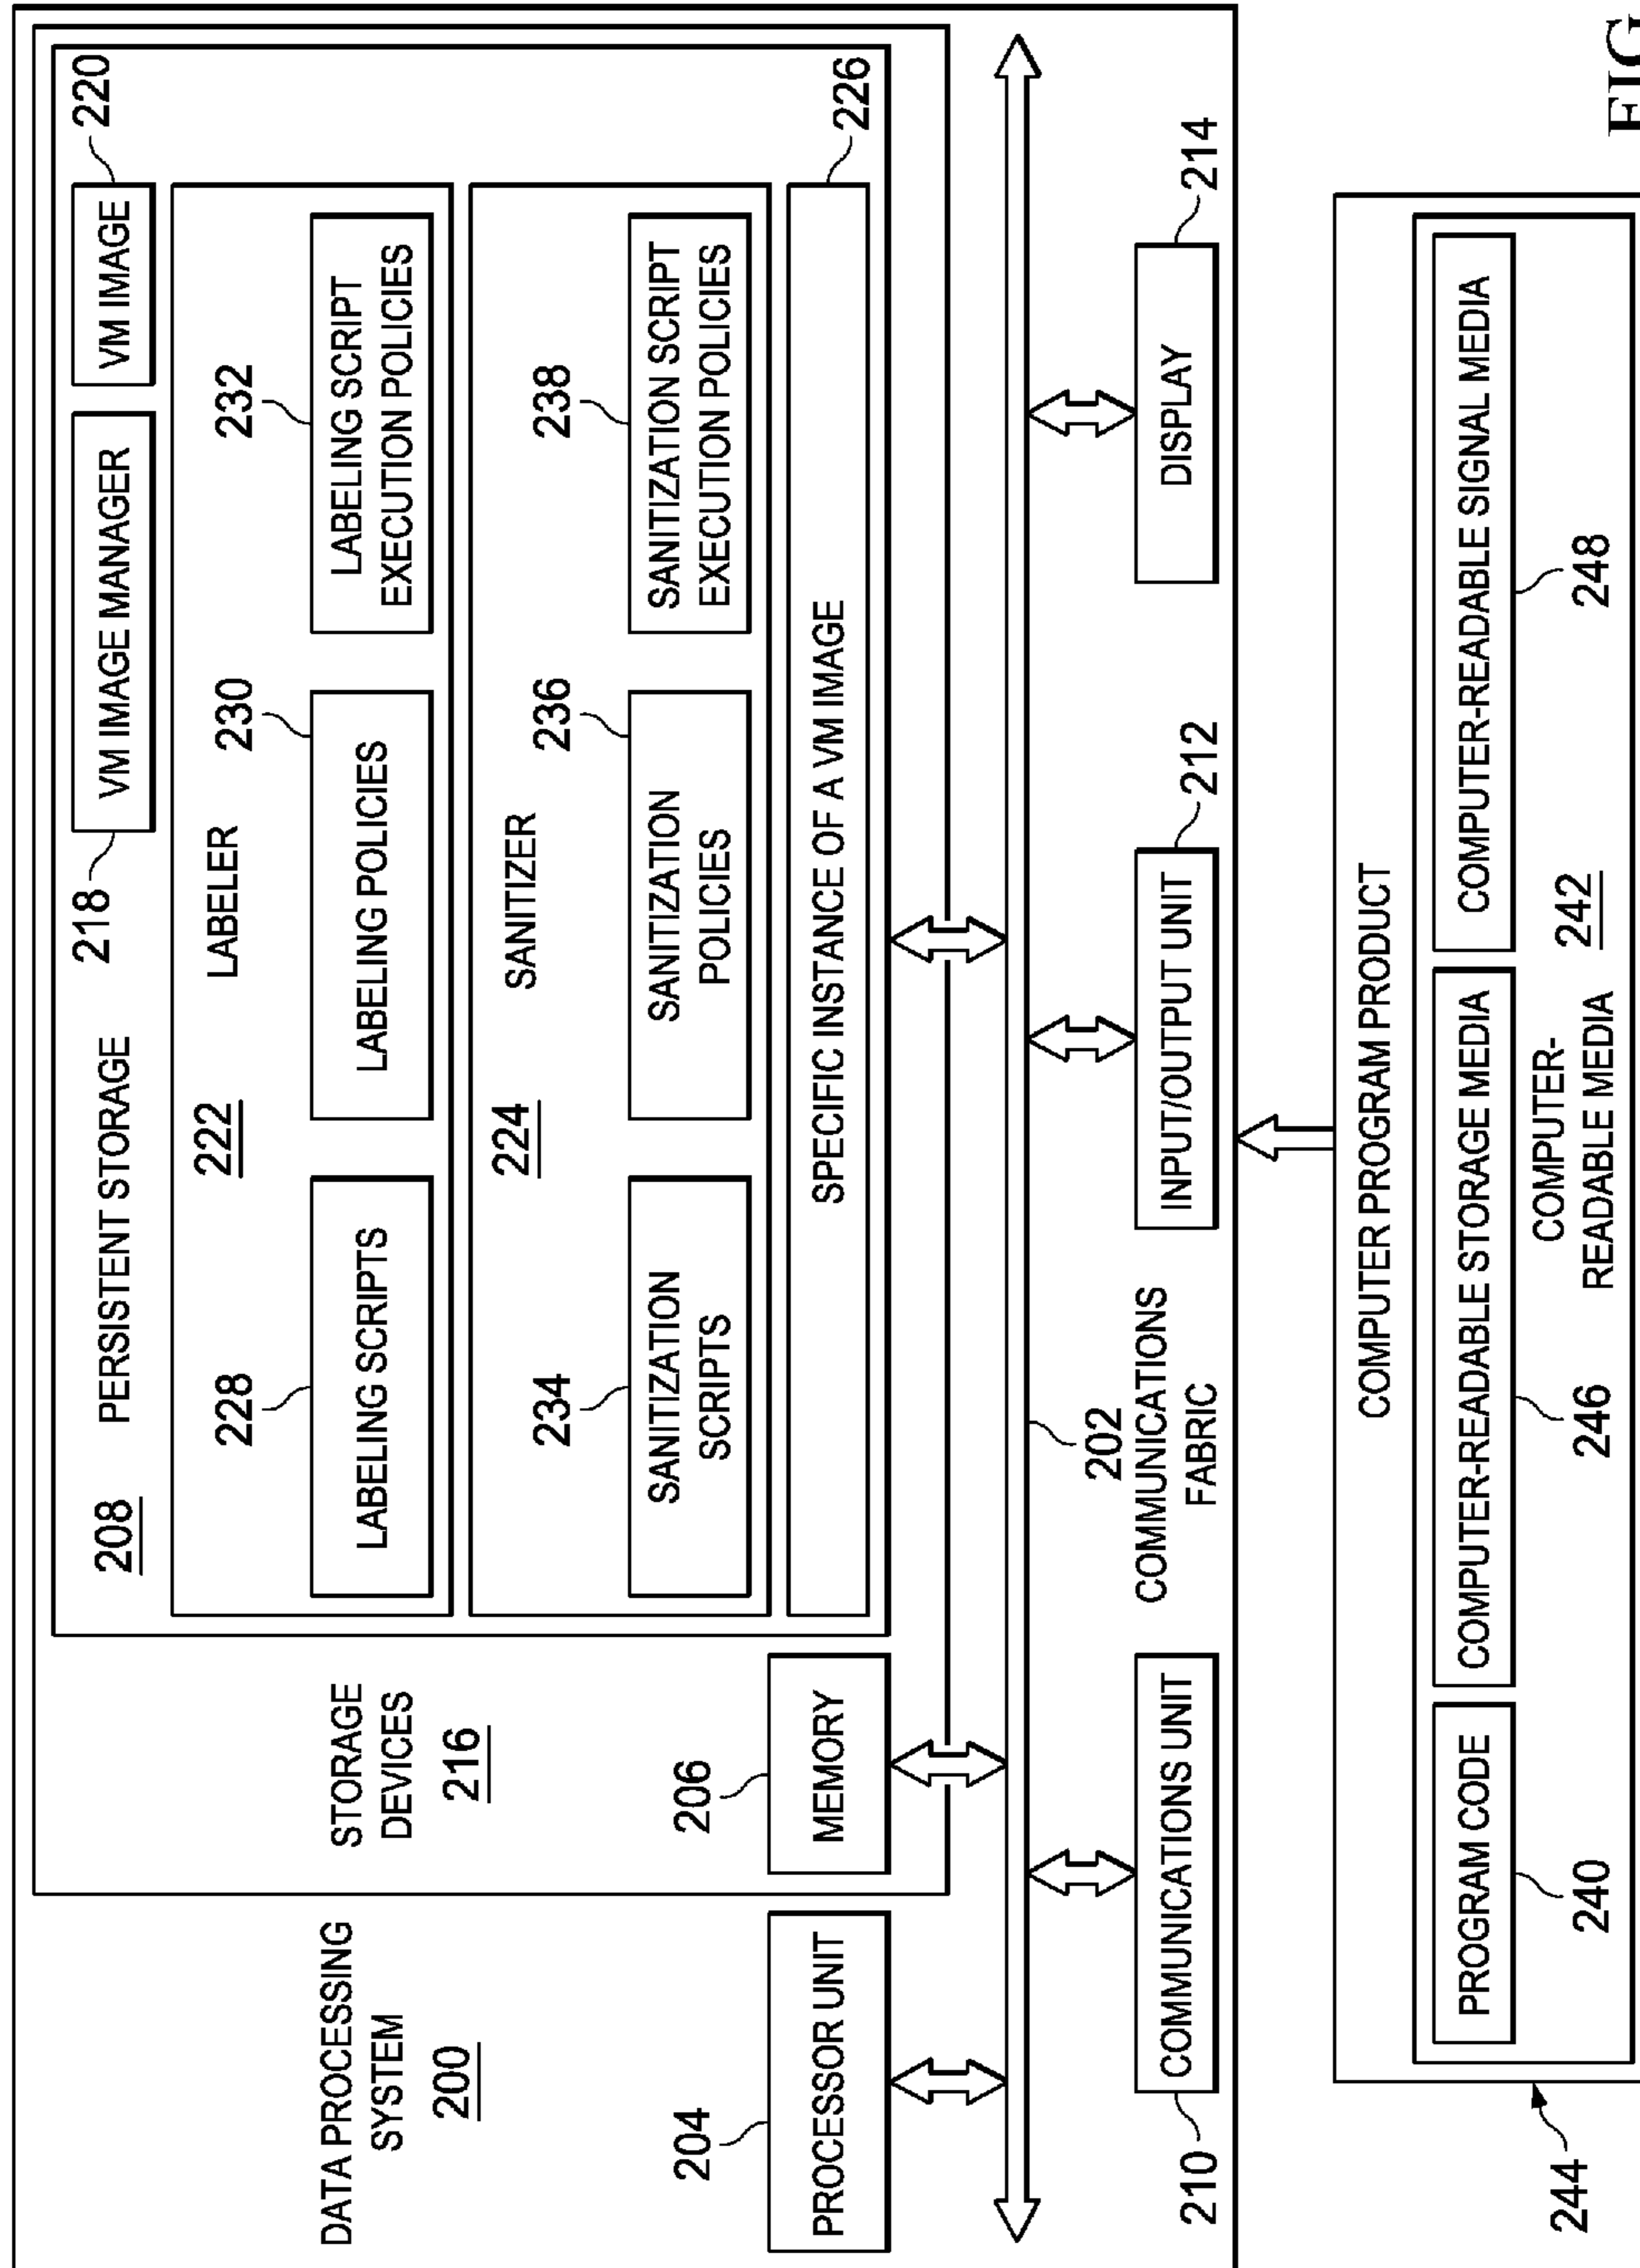 DATA PROCESSING
SYSTEM
200
STORAGE
DEVICES
216
208
PERSISTENT STORAGE
218
VM IMAGE MANAGER
VM IMAGE
220
222
LABELER
228
230
232
LABELING SCRIPTS
LABELING POLICIES
LABELING SCRIPT
EXECUTION POLICIES
224
SANITIZER
234
236
238
SANITIZATION
SCRIPTS
SANITIZATION
POLICIES
SANITIZATION SCRIPT
EXECUTION POLICIES
SPECIFIC INSTANCE OF A VM IMAGE
226
204
PROCESSOR UNIT
206
MEMORY
202
COMMUNICATIONS
FABRIC
210
COMMUNICATIONS UNIT
INPUT/OUTPUT UNIT
212
DISPLAY
214
COMPUTER PROGRAM PRODUCT
244
PROGRAM CODE
COMPUTER-READABLE STORAGE MEDIA
COMPUTER-READABLE SIGNAL MEDIA
240
246
COMPUTER-
READABLE MEDIA
242
248
FIG